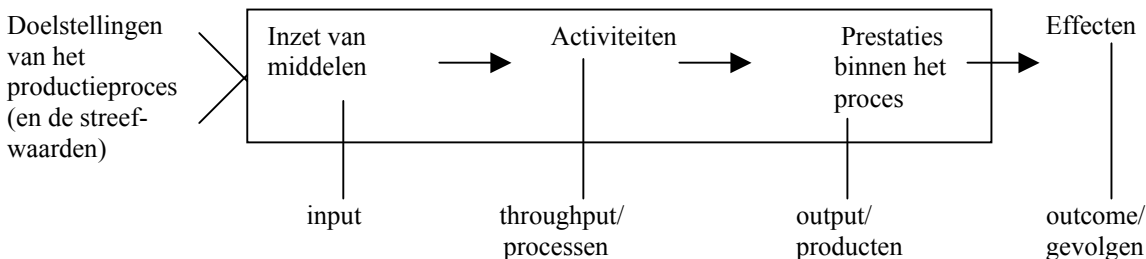 Doelstellingen
van het
productieproces
(en de streef-
waarden)
Inzet van
middelen
Activiteiten
Prestaties
binnen het
proces
Effecten
input
throughput/
processen
output/
producten
outcome/
gevolgen